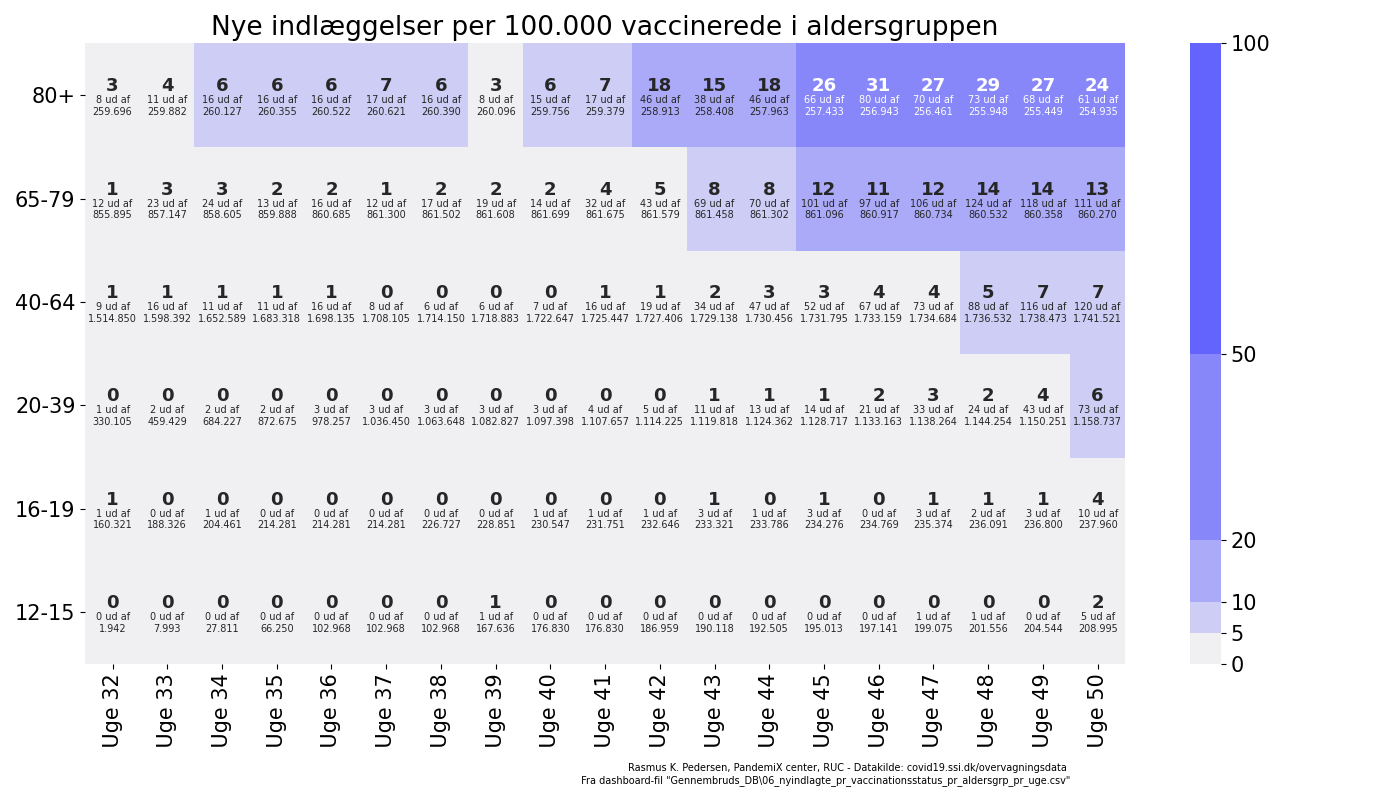 Nye indlæggelser per 100.000 vaccinerede i aldersgruppen
80+
3 4 6 6 6 7 6 3 6 7 18 15 18 26 31 27 29 27 24
8 ud af 11 ud af 16 ud af 16 ud af 16 ud af 17 ud af 16 ud af 8 ud af 15 ud af 17 ud af 46 ud af 38 ud af 46 ud af 66 ud af 80 ud af 70 ud af 73 ud af 68 ud af 61 ud af
259.696 259.882 260.127 260.355 260.522 260.621 260.390 260.096 259.756 259.379 258.913 258.408 257.963 257.433 256.943 256.461 255.948 255.449 254.935
65-79
1 3 3 2 2 1 2 2 2 4 5 8 8 12 11 12 14 14 13
12 ud af 23 ud af 24 ud af 13 ud af 16 ud af 12 ud af 17 ud af 19 ud af 14 ud af 32 ud af 43 ud af 69 ud af 70 ud af 101 ud af 97 ud af 106 ud af 124 ud af 118 ud af 111 ud af
855.895 857.147 858.605 859.888 860.685 861.300 861.502 861.608 861.699 861.675 861.579 861.458 861.302 861.096 860.917 860.734 860.532 860.358 860.270
40-64
1 1 1 1 1 0 0 0 0 1 1 2 3 3 4 4 5 7 7
9 ud af 16 ud af 11 ud af 11 ud af 16 ud af 8 ud af 6 ud af 6 ud af 7 ud af 16 ud af 19 ud af 34 ud af 47 ud af 52 ud af 67 ud af 73 ud af 88 ud af 116 ud af 120 ud af
1.514.850 1.598.392 1.652.589 1.683.318 1.698.135 1.708.105 1.714.150 1.718.883 1.722.647 1.725.447 1.727.406 1.729.138 1.730.456 1.731.795 1.733.159 1.734.684 1.736.532 1.738.473 1.741.521
20-39
0 0 0 0 0 0 0 0 0 0 0 1 1 1 2 3 2 4 6
1 ud af 2 ud af 2 ud af 2 ud af 3 ud af 3 ud af 3 ud af 3 ud af 3 ud af 4 ud af 5 ud af 11 ud af 13 ud af 14 ud af 21 ud af 33 ud af 24 ud af 43 ud af 73 ud af
330.105 459.429 684.227 872.675 978.257 1.036.450 1.063.648 1.082.827 1.097.398 1.107.657 1.114.225 1.119.818 1.124.362 1.128.717 1.133.163 1.138.264 1.144.254 1.150.251 1.158.737
16-19
1 0 0 0 0 0 0 0 0 0 0 1 0 1 0 1 1 1 4
1 ud af 0 ud af 1 ud af 0 ud af 0 ud af 0 ud af 0 ud af 0 ud af 1 ud af 1 ud af 1 ud af 3 ud af 1 ud af 3 ud af 0 ud af 3 ud af 2 ud af 3 ud af 10 ud af
160.321 188.326 204.461 214.281 214.281 214.281 226.727 228.851 230.547 231.751 232.646 233.321 233.786 234.276 234.769 235.374 236.091 236.800 237.960
12-15
0 0 0 0 0 0 0 1 0 0 0 0 0 0 0 0 0 0 2
0 ud af 0 ud af 0 ud af 0 ud af 0 ud af 0 ud af 0 ud af 1 ud af 0 ud af 0 ud af 0 ud af 0 ud af 0 ud af 0 ud af 0 ud af 1 ud af 1 ud af 0 ud af 5 ud af
1.942 7.993 27.811 66.250 102.968 102.968 102.968 167.636 176.830 176.830 186.959 190.118 192.505 195.013 197.141 199.075 201.556 204.544 208.995
Uge 32 Uge 33 Uge 34 Uge 35 Uge 36 Uge 37 Uge 38 Uge 39 Uge 40 Uge 41 Uge 42 Uge 43 Uge 44 Uge 45 Uge 46 Uge 47 Uge 48 Uge 49 Uge 50
100
50
20
10
5
0
Rasmus K. Pedersen, PandemiX center, RUC - Datakilde: covid19.ssi.dk/overvagningsdata
Fra dashboard-fil "Gennembruds_DB\06_nyindlagte_pr_vaccinationsstatus_pr_aldersgrp_pr_uge.csv"